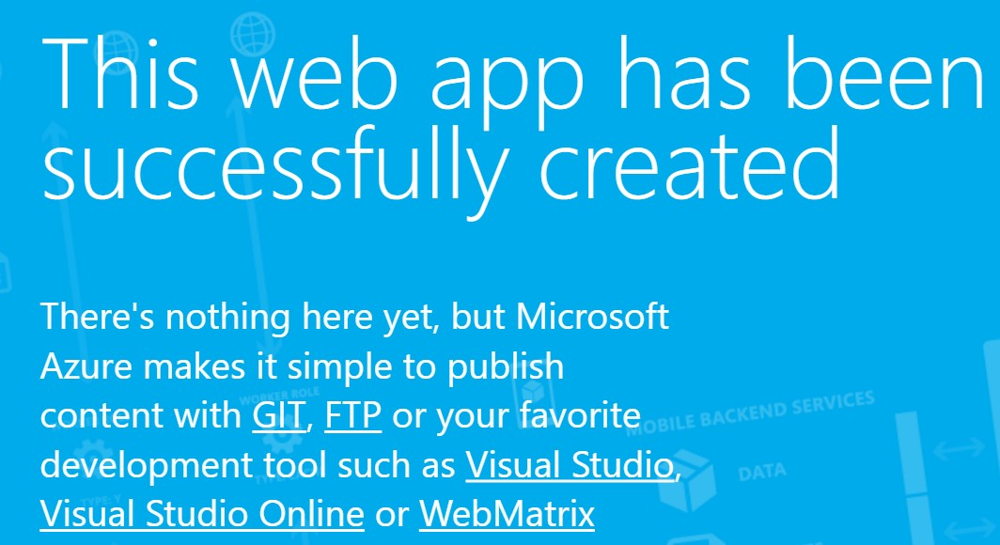 This web app has been
successfully created
There's nothing here yet, but Microsoft
Azure makes it simple to publish
content with GIT, FTP or your favorite
development tool such as Visual Studio,
Visual Studio Online or WebMatrix
WORKER ROLE
MOBILE BACKEND SERVICES
DATA